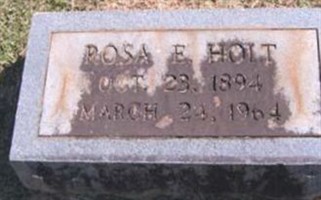 ROSA E. HOLT
OCT. 23, 1894
MARCH 24, 1964